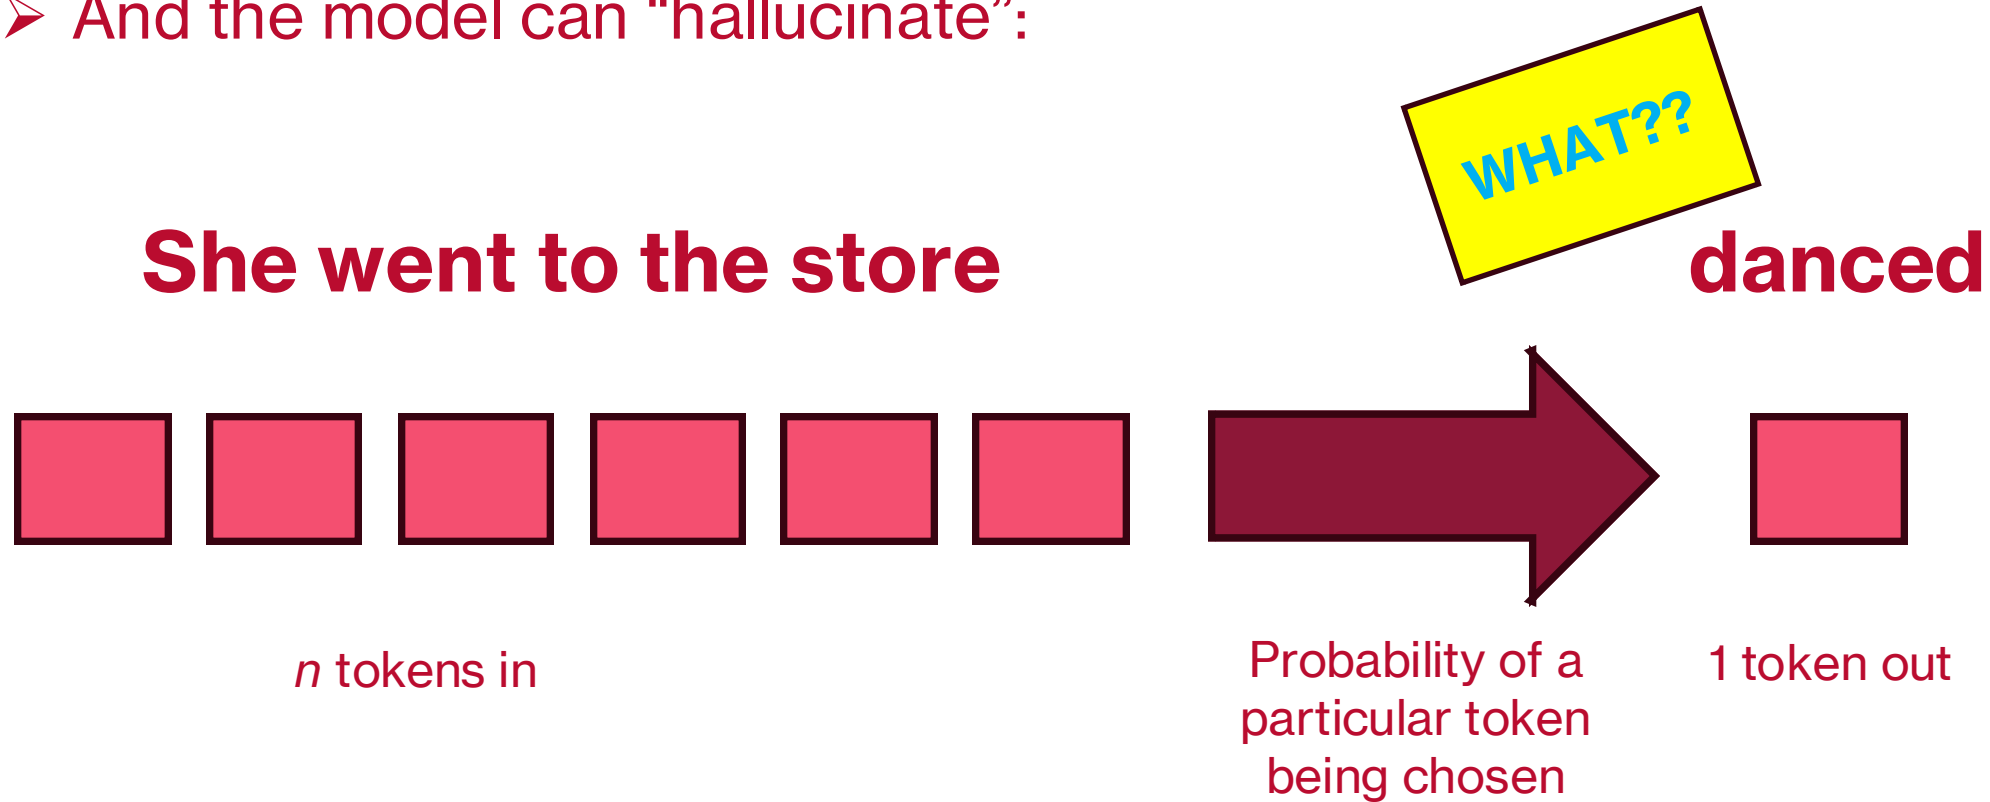 ➢ And the model can "hallucinate":
WHAT??
She went to the store
danced
n tokens in
Probability of a
particular token
being chosen
1 token out